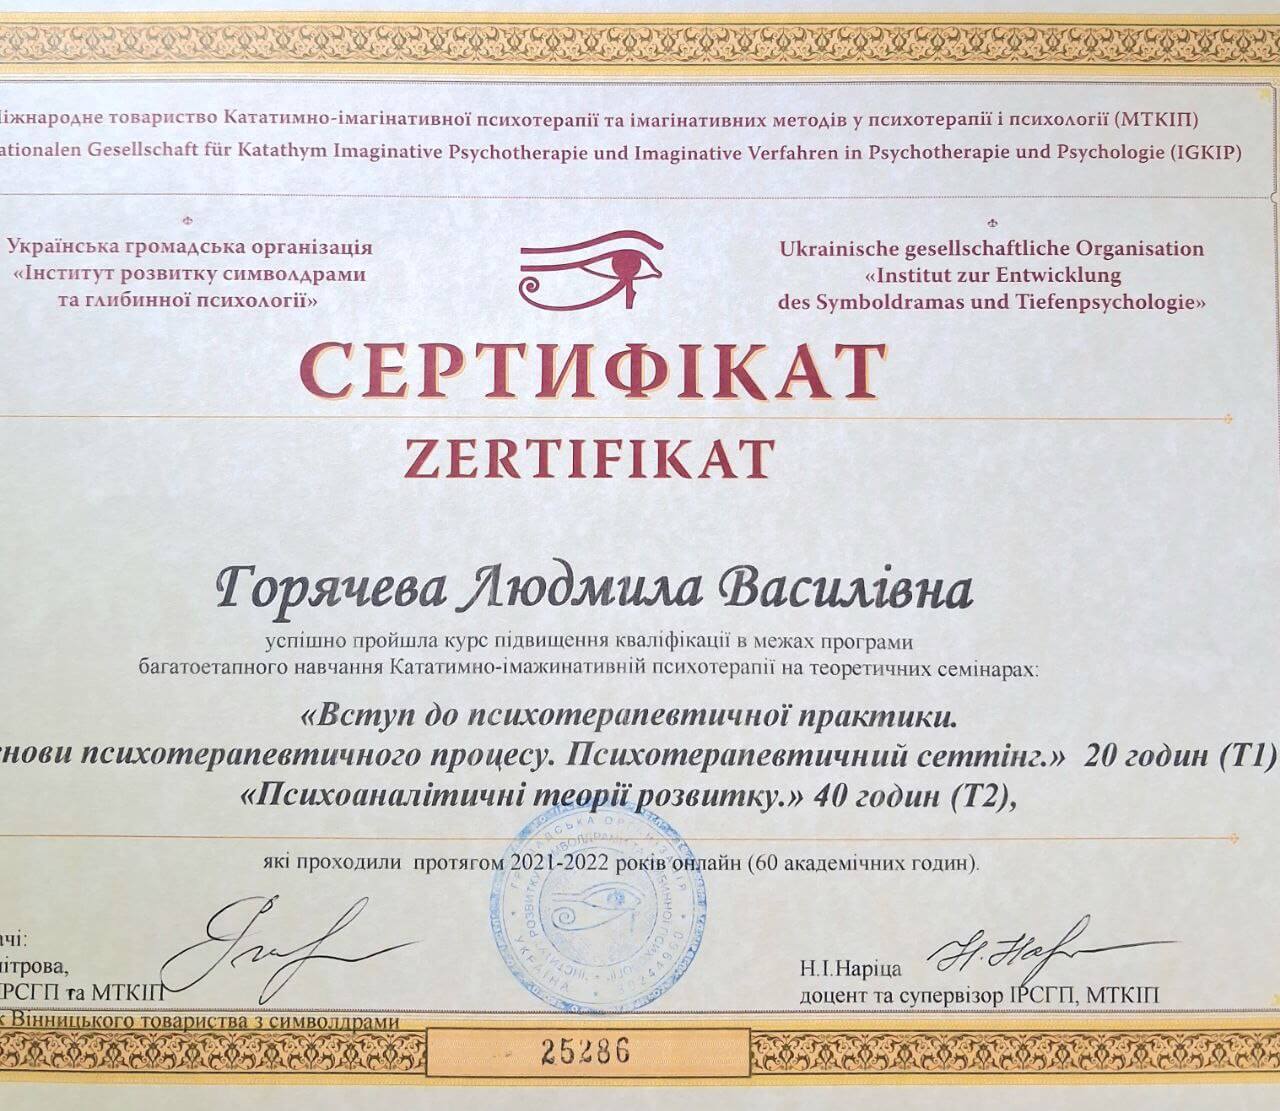 іжнародне товариство Кататимно-імагінативної психотерапії та імагінативних методів у психотерапії і психології (МТКІП)
ationalen Gesellschaft für Katathym Imaginative Psychotherapie und Imaginative Verfahren in Psychotherapie und Psychologie (IGKIP)
Українська громадська організація
«Інститут розвитку символдрами
та глибинної психології»
Ukrainische gesellschaftliche Organisation
«Institut zur Entwicklung
des Symboldramas und Tiefenpsychologie»
СЕРТИФІКАТ
ZERTIFIKAT
Горячева Людмила Василівна
успішно пройшла курс підвищення кваліфікації в межах програми
багатоетапного навчання Кататимно-імажинативній психотерапії на теоретичних семінарах:
«Вступ до психотерапевтичної практики.
нови психотерапевтичного процесу. Психотерапевтичний сеттінг.» 20 годин (Т1)
«Психоаналітичні теорії розвитку.» 40 годин (Т2),
які проходили протягом 2021-2022 років онлайн (60 академічних годин).
ачі:
ітрова,
ІРСГП та МТКІП
к Вінницького товариства з символдрами
Н.І.Наріца
доцент та супервізор ІРСГП, МТКІП
УКРАЇНА
25286